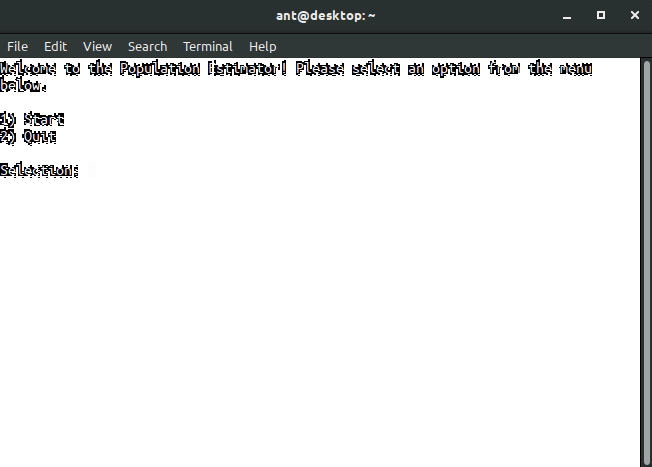 ant@desktop: ~
File Edit View Search Terminal Help
Welcome to the Population Estimator! Please select an option from the menu
below.
1) Start
2) Quit
Selection: